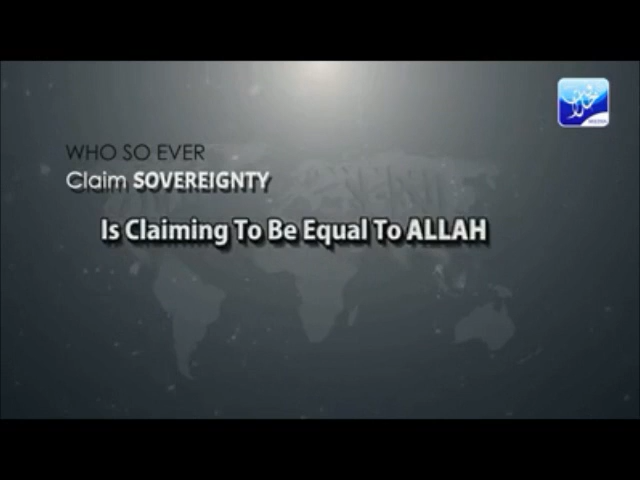 WHO SO EVER
Claim SOVEREIGNTY
Is Claiming To Be Equal To ALLAH